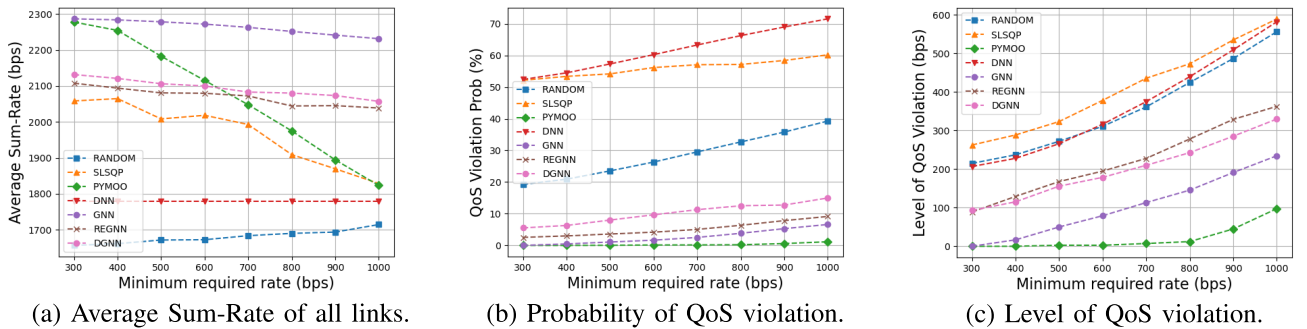 Average Sum-Rate (bps)
2300
2200
2100
2000
1900
1800
1700
RANDOM
SLSQP
PYMOO
DNN
GNN
REGNN
DGNN
300 400 500 600 700 800 900 1000
Minimum required rate (bps)
(a) Average Sum-Rate of all links.
QoS Violation Prob (%)
70
60
50
40
30
20
10
0
RANDOM
SLSQP
PYMOO
DNN
GNN
REGNN
DGNN
300 400 500 600 700 800 900 1000
Minimum required rate (bps)
(b) Probability of QoS violation.
Level of QoS Violation (bps)
600
500
400
300
200
100
0
RANDOM
SLSQP
PYMOO
DNN
GNN
REGNN
DGNN
300 400 500 600 700 800 900 1000
Minimum required rate (bps)
(c) Level of QoS violation.